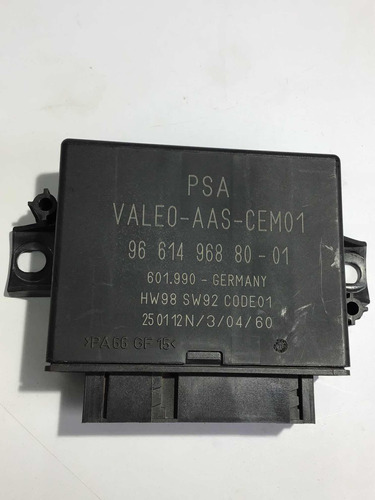 PSA
VALEO-AAS-CEM01
96 614 968 80-01
601.990 - GERMANY
HW98 SW92 CODE01
250112N/3/04/60
>PA66 GF 15<